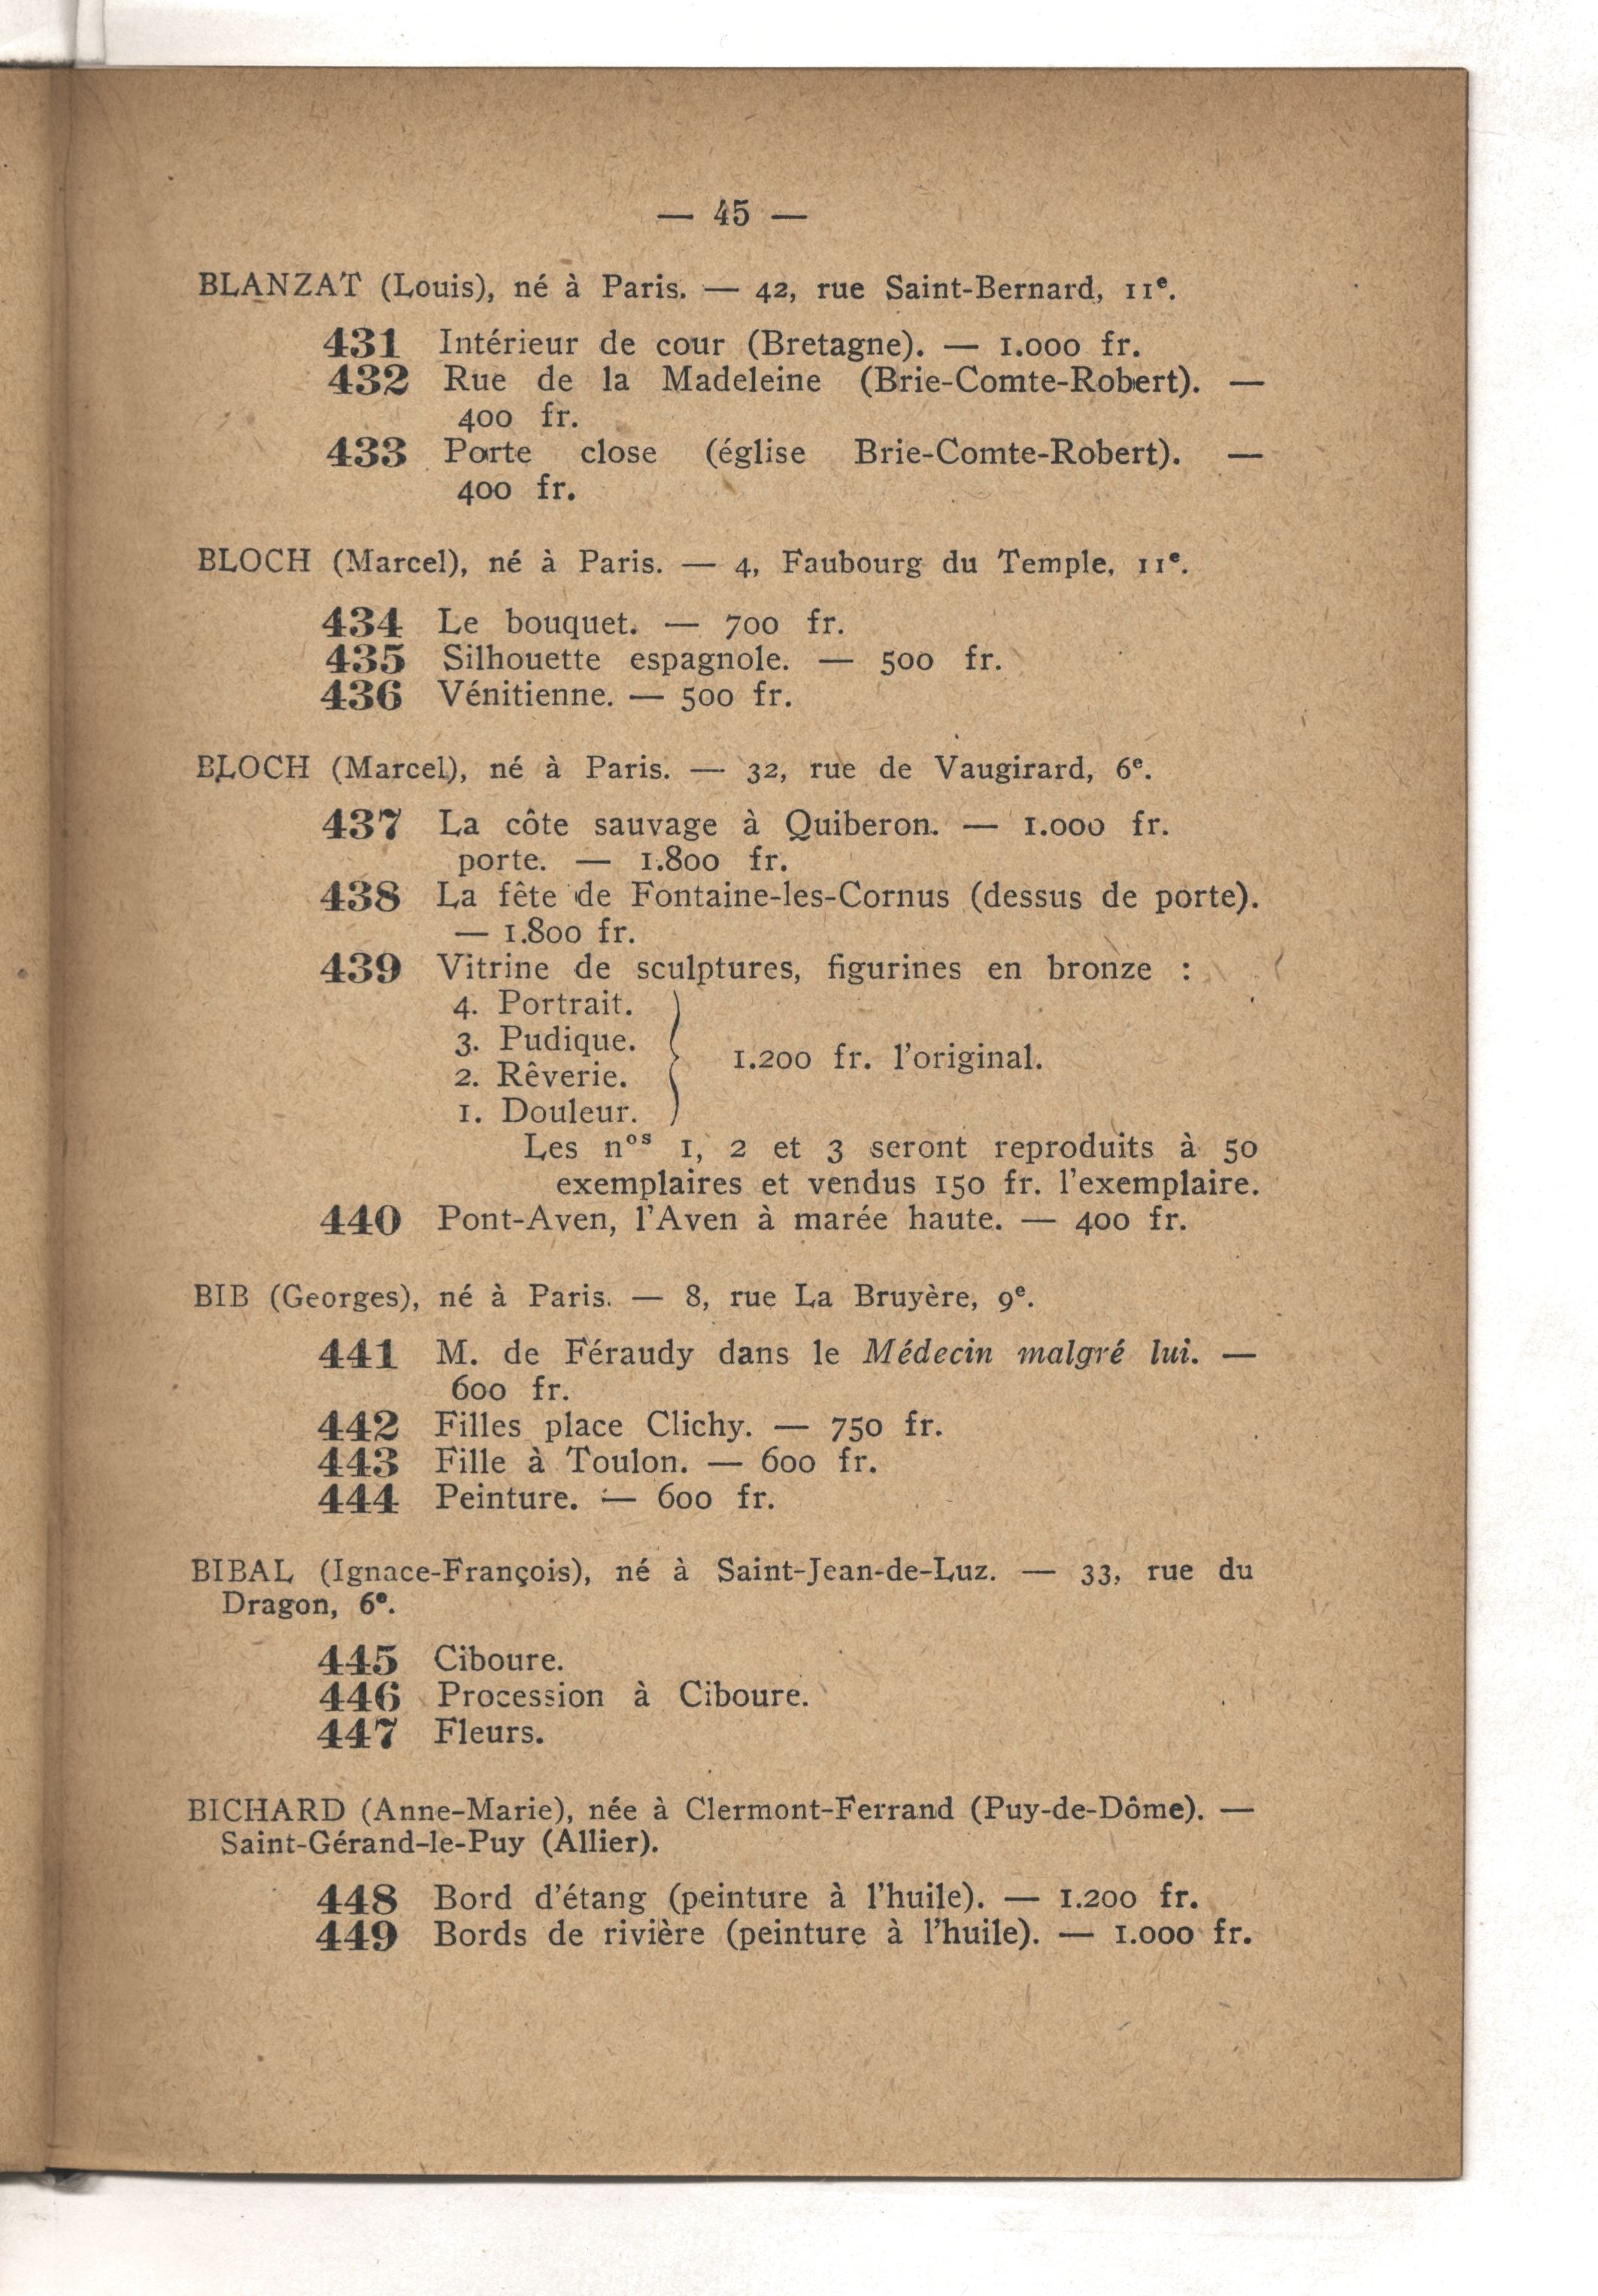 — 45 —
BLANZAT (Louis), né à Paris. — 42, rue Saint-Bernard, 11e.
431 Intérieur de cour (Bretagne). — 1.000 fr.
432 Rue de la Madeleine (Brie-Comte-Robert). —
400 fr.
433 Porte close (église Brie-Comte-Robert). —
400 fr.
BLOCH (Marcel), né à Paris. — 4, Faubourg du Temple, 11e.
434 Le bouquet. — 700 fr.
435 Silhouette espagnole. — 500 fr.
436 Vénitienne. — 500 fr.
BLOCH (Marcel), né à Paris. — 32, rue de Vaugirard, 6e.
437 La côte sauvage à Quiberon. — 1.000 fr.
porte. — 1.800 fr.
438 La fête de Fontaine-les-Cornus (dessus de porte).
— 1.800 fr.
439 Vitrine de sculptures, figurines en bronze :
4. Portrait.
3. Pudique.
1.200 fr. l'original.
2. Rêverie.
1. Douleur.
Les nos 1, 2 et 3 seront reproduits à 50
exemplaires et vendus 150 fr. l'exemplaire.
440 Pont-Aven, l'Aven à marée haute. — 400 fr.
BIB (Georges), né à Paris. — 8, rue La Bruyère, 9e.
441 M. de Féraudy dans le Médecin malgré lui. —
600 fr.
442 Filles place Clichy. — 750 fr.
443 Fille à Toulon. — 600 fr.
444 Peinture. — 600 fr.
BIBAL (Ignace-François), né à Saint-Jean-de-Luz. — 33, rue du
Dragon, 6e.
445 Ciboure.
446 Procession à Ciboure.
447 Fleurs.
BICHARD (Anne-Marie), née à Clermont-Ferrand (Puy-de-Dôme). —
Saint-Gérand-le-Puy (Allier).
448 Bord d'étang (peinture à l'huile). — 1.200 fr.
449 Bords de rivière (peinture à l'huile). — 1.000 fr.